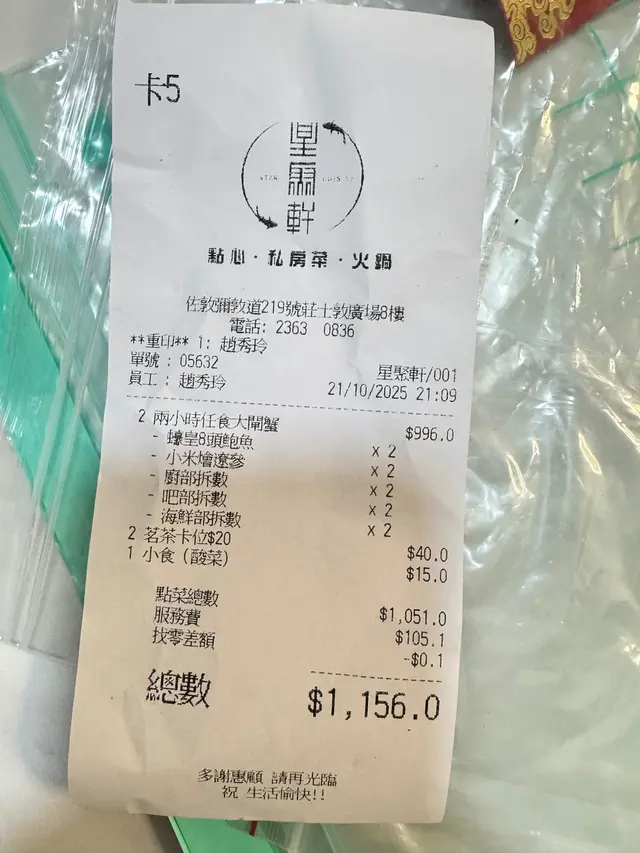 卡5
星聚軒
STAR CUISINE
點心·私房菜·火鍋
佐敦彌敦道219號莊士敦廣場8樓
電話: 2363 0836
**重印** 1: 趙秀玲
單號 : 05632 星聚軒/001
員工 : 趙秀玲 21/10/2025 21:09
2 兩小時任食大閘蟹 $996.0
- 蠔皇8頭鮑魚 x 2
- 小米燴遼參 x 2
- 廚部拆數 x 2
- 吧部拆數 x 2
- 海鮮部拆數 x 2
2 茗茶卡位$20 $40.0
1 小食 (酸菜) $15.0
點菜總數 $1,051.0
服務費 $105.1
找零差額 -$0.1
總數 $1,156.0
多謝惠顧 請再光臨
祝 生活愉快!!